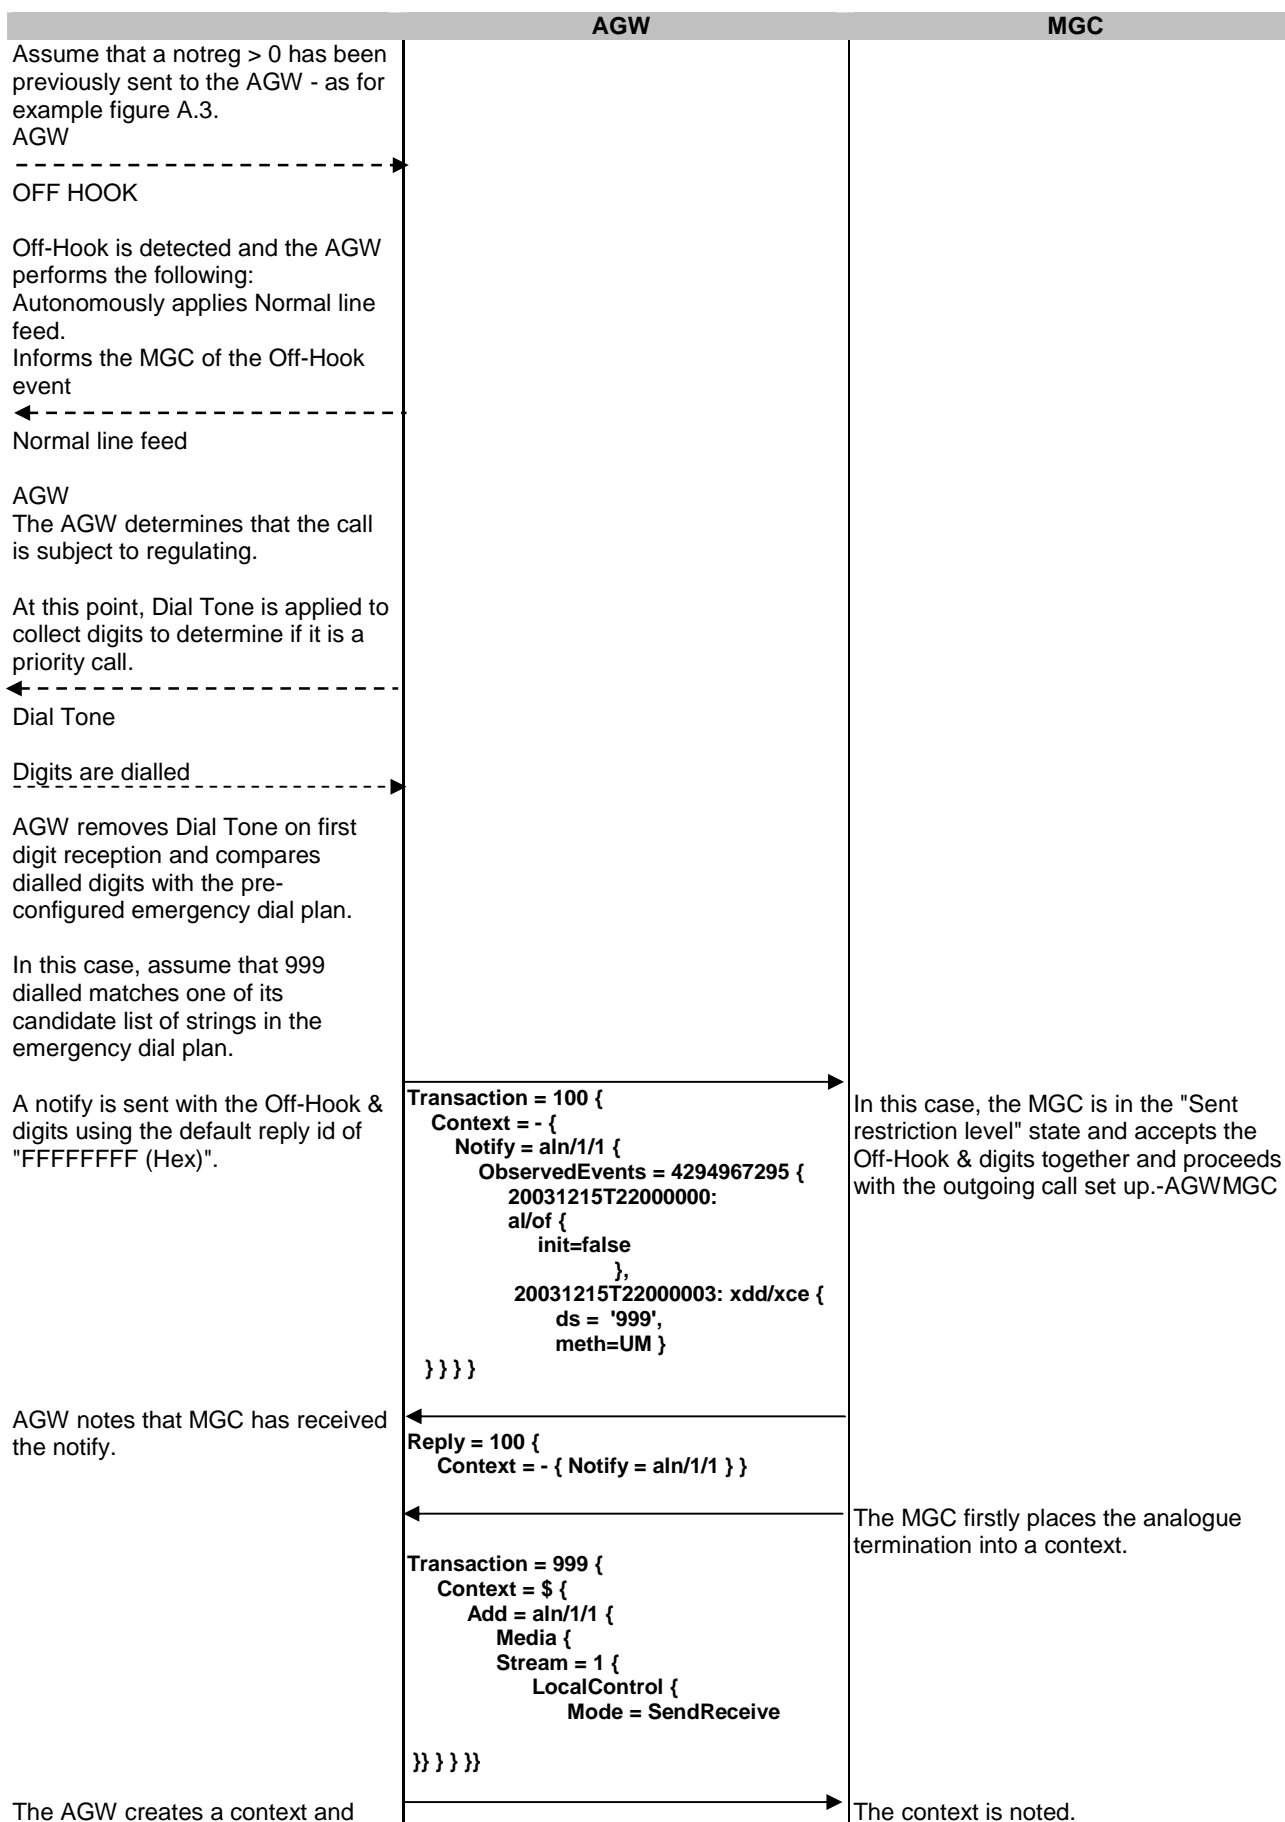 AGW MGC
Assume that a notreg > 0 has been
previously sent to the AGW - as for
example figure A.3.
AGW
OFF HOOK
Off-Hook is detected and the AGW
performs the following:
Autonomously applies Normal line
feed.
Informs the MGC of the Off-Hook
event
Normal line feed
AGW
The AGW determines that the call
is subject to regulating.
At this point, Dial Tone is applied to
collect digits to determine if it is a
priority call.
Dial Tone
Digits are dialled
AGW removes Dial Tone on first
digit reception and compares
dialled digits with the pre-
configured emergency dial plan.
In this case, assume that 999
dialled matches one of its
candidate list of strings in the
emergency dial plan.
A notify is sent with the Off-Hook &
digits using the default reply id of
"FFFFFFFF (Hex)".
Transaction = 100 {
Context = - {
Notify = aln/1/1 {
ObservedEvents = 4294967295 {
20031215T22000000:
al/of {
init=false
},
20031215T22000003: xdd/xce {
ds = '999',
meth=UM }
} } } }
In this case, the MGC is in the "Sent
restriction level" state and accepts the
Off-Hook & digits together and proceeds
with the outgoing call set up.-AGWMGC
AGW notes that MGC has received
the notify.
Reply = 100 {
Context = - { Notify = aln/1/1 } }
The MGC firstly places the analogue
termination into a context.
Transaction = 999 {
Context = $ {
Add = aln/1/1 {
Media {
Stream = 1 {
LocalControl {
Mode = SendReceive
}} } } }}
The AGW creates a context and
The context is noted.